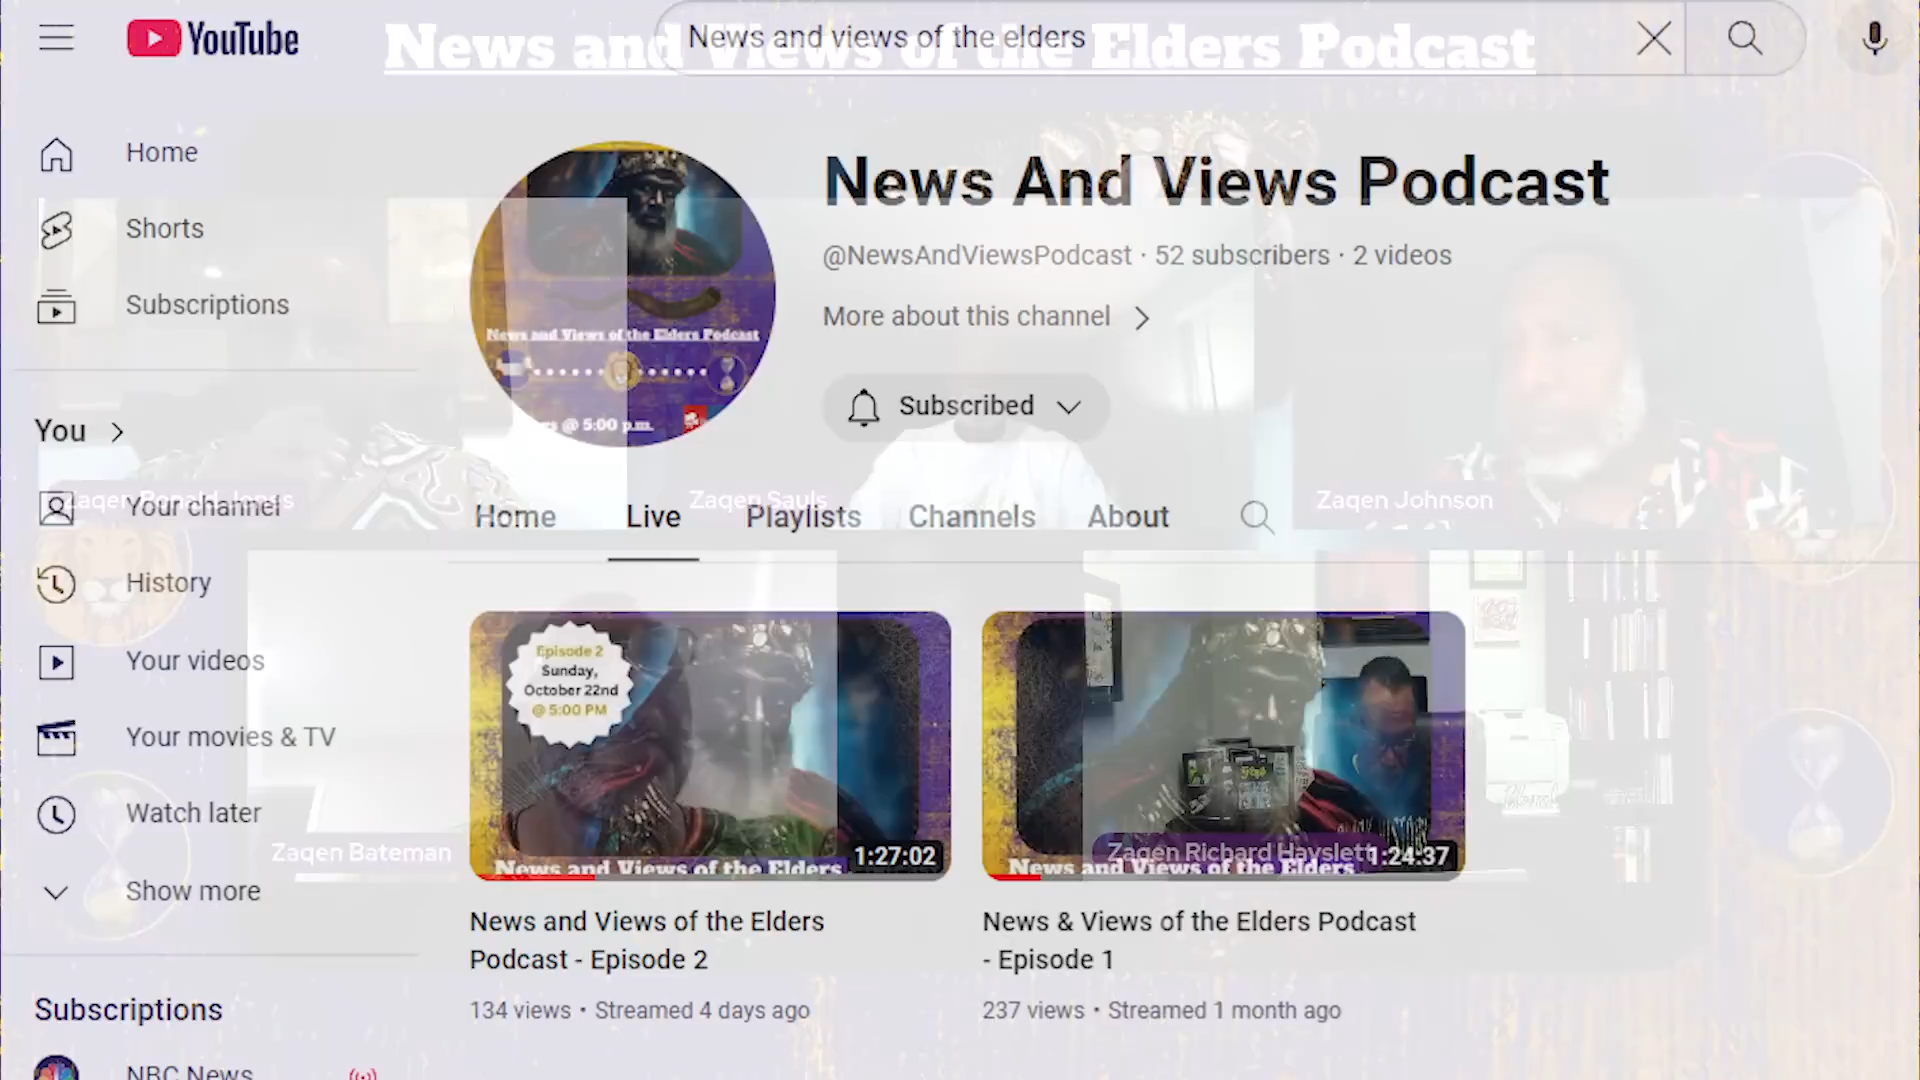 YouTube
News and Views of the Elders Podcast
News and views of the elders
Home
Shorts
Subscriptions
You
Your channel
History
Your videos
Your movies & TV
Watch later
Show more
Subscriptions
NBC News
News And Views Podcast
@NewsAndViewsPodcast · 52 subscribers · 2 videos
More about this channel
Subscribed
News and Views of the Elders Podcast
@ 5:00 p.m.
Zaqen Ronald Jones
Zaqen Sauls
Zaqen Johnson
Home Live Playlists Channels About
Episode 2
Sunday,
October 22nd
@ 5:00 PM
Zaqen Bateman
Zaqen Richard Hayslett
News and Views of the Elders
1:27:02
News and Views of the Elders
1:24:37
News and Views of the Elders
Podcast - Episode 2
134 views • Streamed 4 days ago
News & Views of the Elders Podcast
- Episode 1
237 views • Streamed 1 month ago